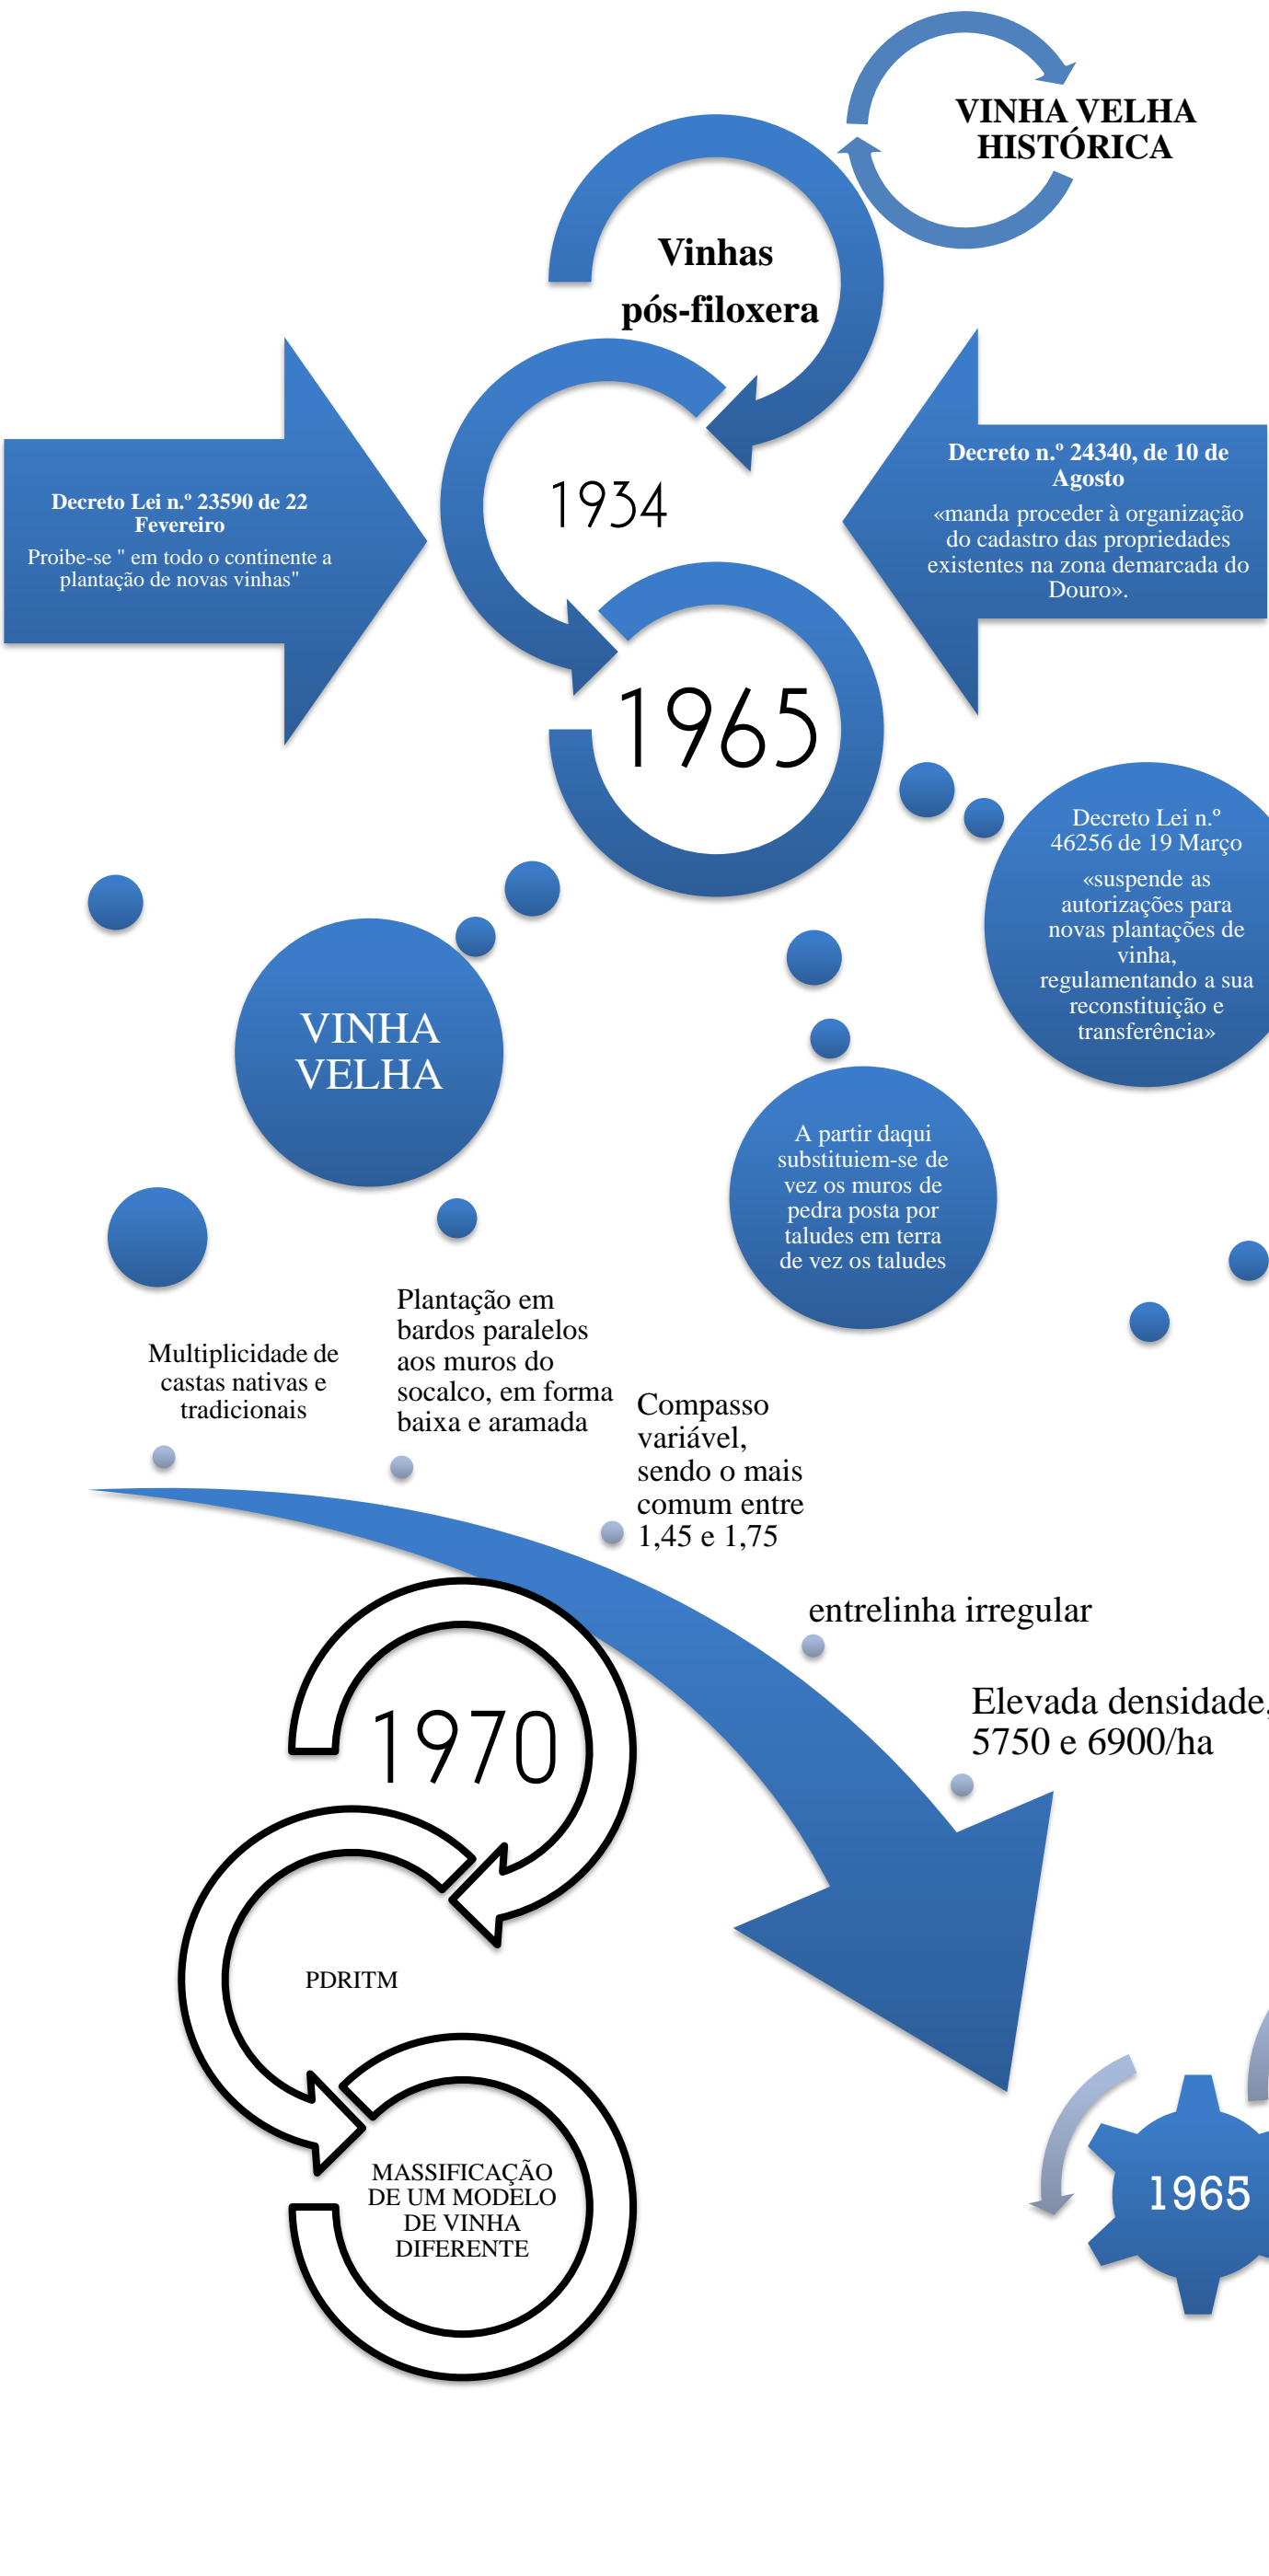 VINHA VELHA
HISTÓRICA
Vinhas
pós-filoxera
1934
Decreto Lei n.º 23590 de 22
Fevereiro
Proibe-se " em todo o continente a
plantação de novas vinhas"
Decreto n.º 24340, de 10 de
Agosto
«manda proceder à organização
do cadastro das propriedades
existentes na zona demarcada do
Douro».
1965
Decreto Lei n.º
46256 de 19 Março
«suspende as
autorizações para
novas plantações de
vinha,
regulamentando a sua
reconstituição e
transferência»
VINHA
VELHA
A partir daqui
substituiem-se de
vez os muros de
pedra posta por
taludes em terra
de vez os taludes
Multiplicidade de
castas nativas e
tradicionais
Plantação em
bardos paralelos
aos muros do
socalco, em forma
baixa e aramada
Compasso
variável,
sendo o mais
comum entre
1,45 e 1,75
entrelinha irregular
Elevada densidade,
5750 e 6900/ha
1970
PDRITM
MASSIFICAÇÃO
DE UM MODELO
DE VINHA
DIFERENTE
1965